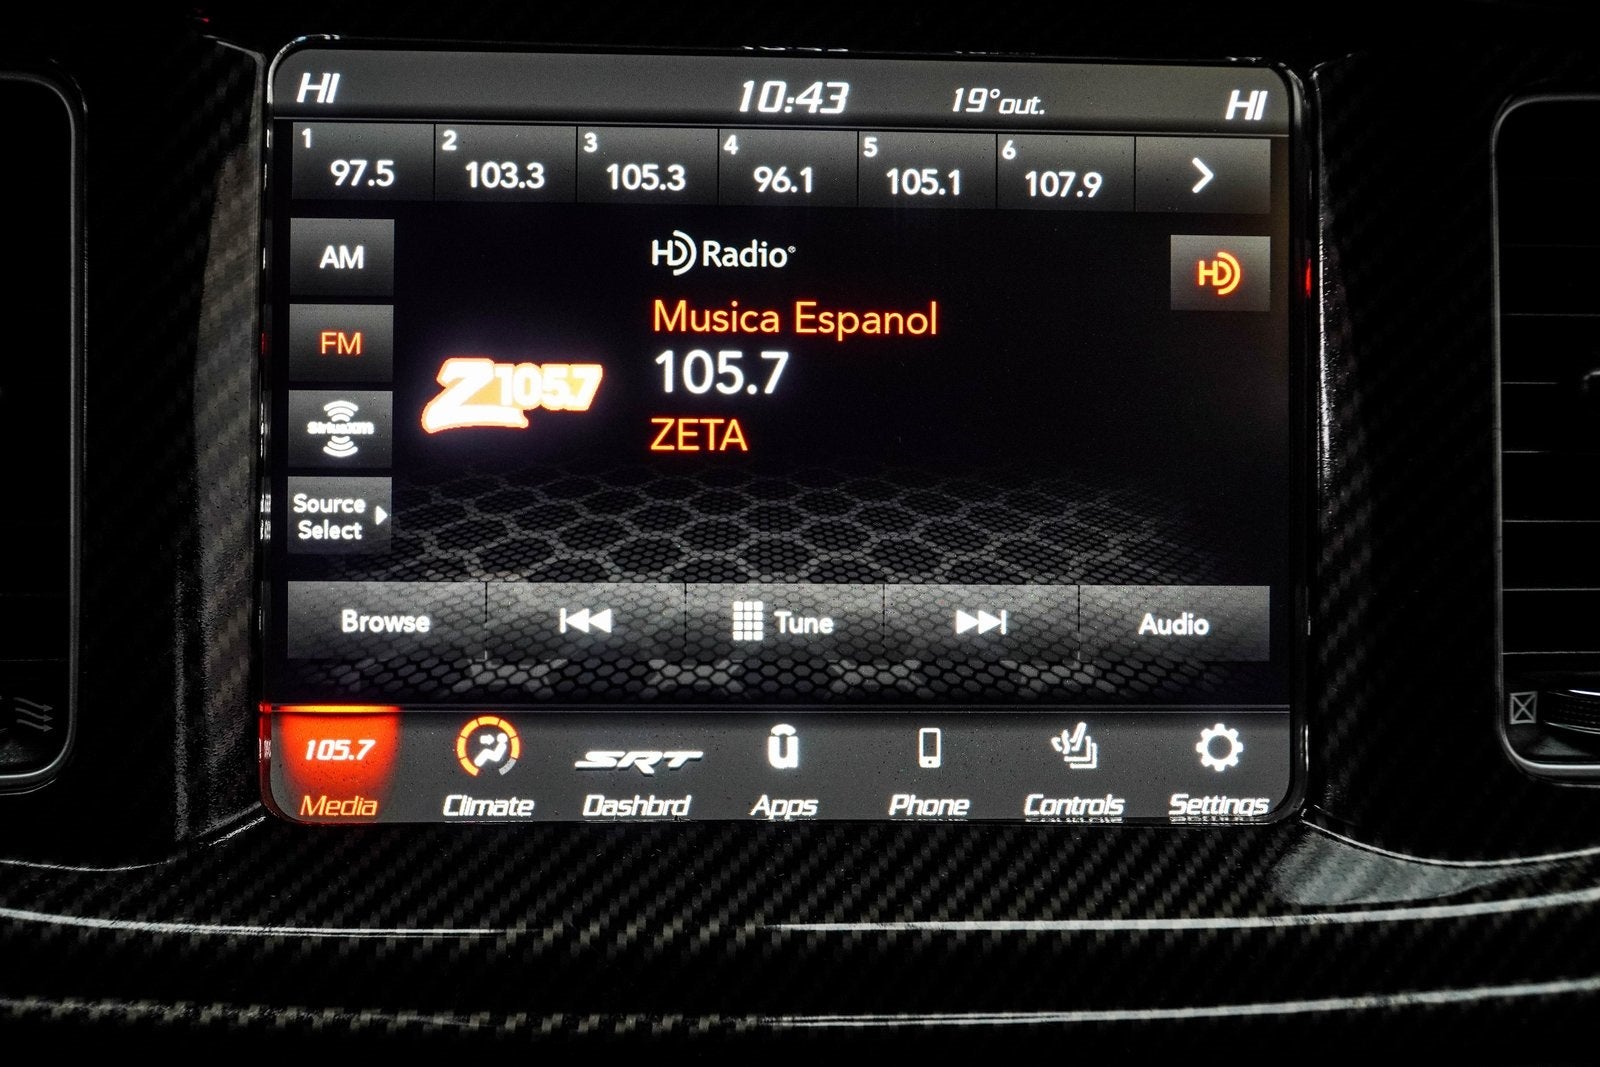 HI 10:43 19°out. HI
1 97.5 2 103.3 3 105.3 4 96.1 5 105.1 6 107.9
AM
HD Radio®
HD
Musica Espanol
FM
105.7
Z105.7
ZETA
SiriusXM
Source
Select
Browse Tune Audio
105.7 SRT ū
Media Climate Dashbrd Apps Phone Controls Settings